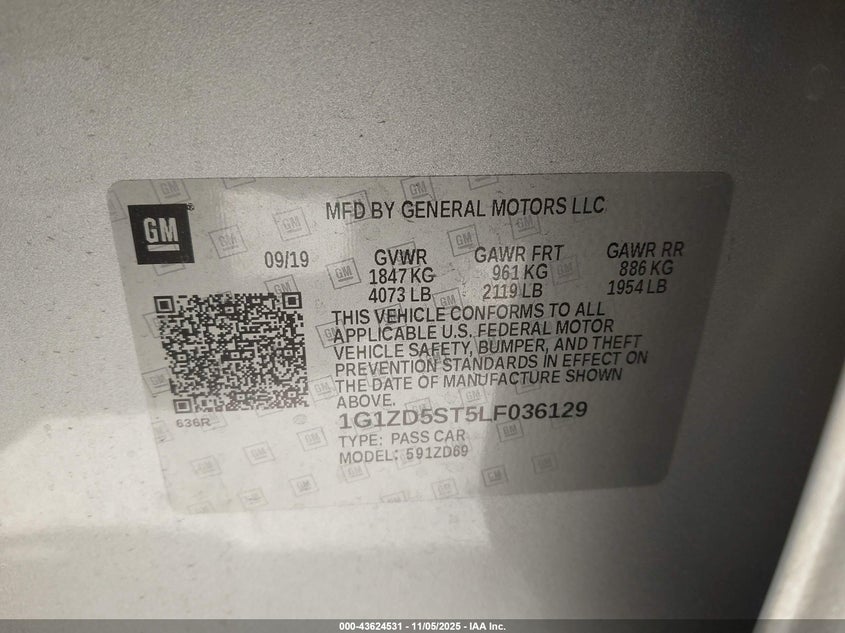 GM
MFD BY GENERAL MOTORS LLC
09/19
GVWR
1847 KG
4073 LB
GAWR FRT
961 KG
2119 LB
GAWR RR
886 KG
1954 LB
THIS VEHICLE CONFORMS TO ALL
APPLICABLE U.S. FEDERAL MOTOR
VEHICLE SAFETY, BUMPER, AND THEFT
PREVENTION STANDARDS IN EFFECT ON
THE DATE OF MANUFACTURE SHOWN
ABOVE.
636R
1G1ZD5ST5LF036129
TYPE: PASS CAR
MODEL: 591ZD69
000-43624531 - 11/05/2025 - IAA Inc.